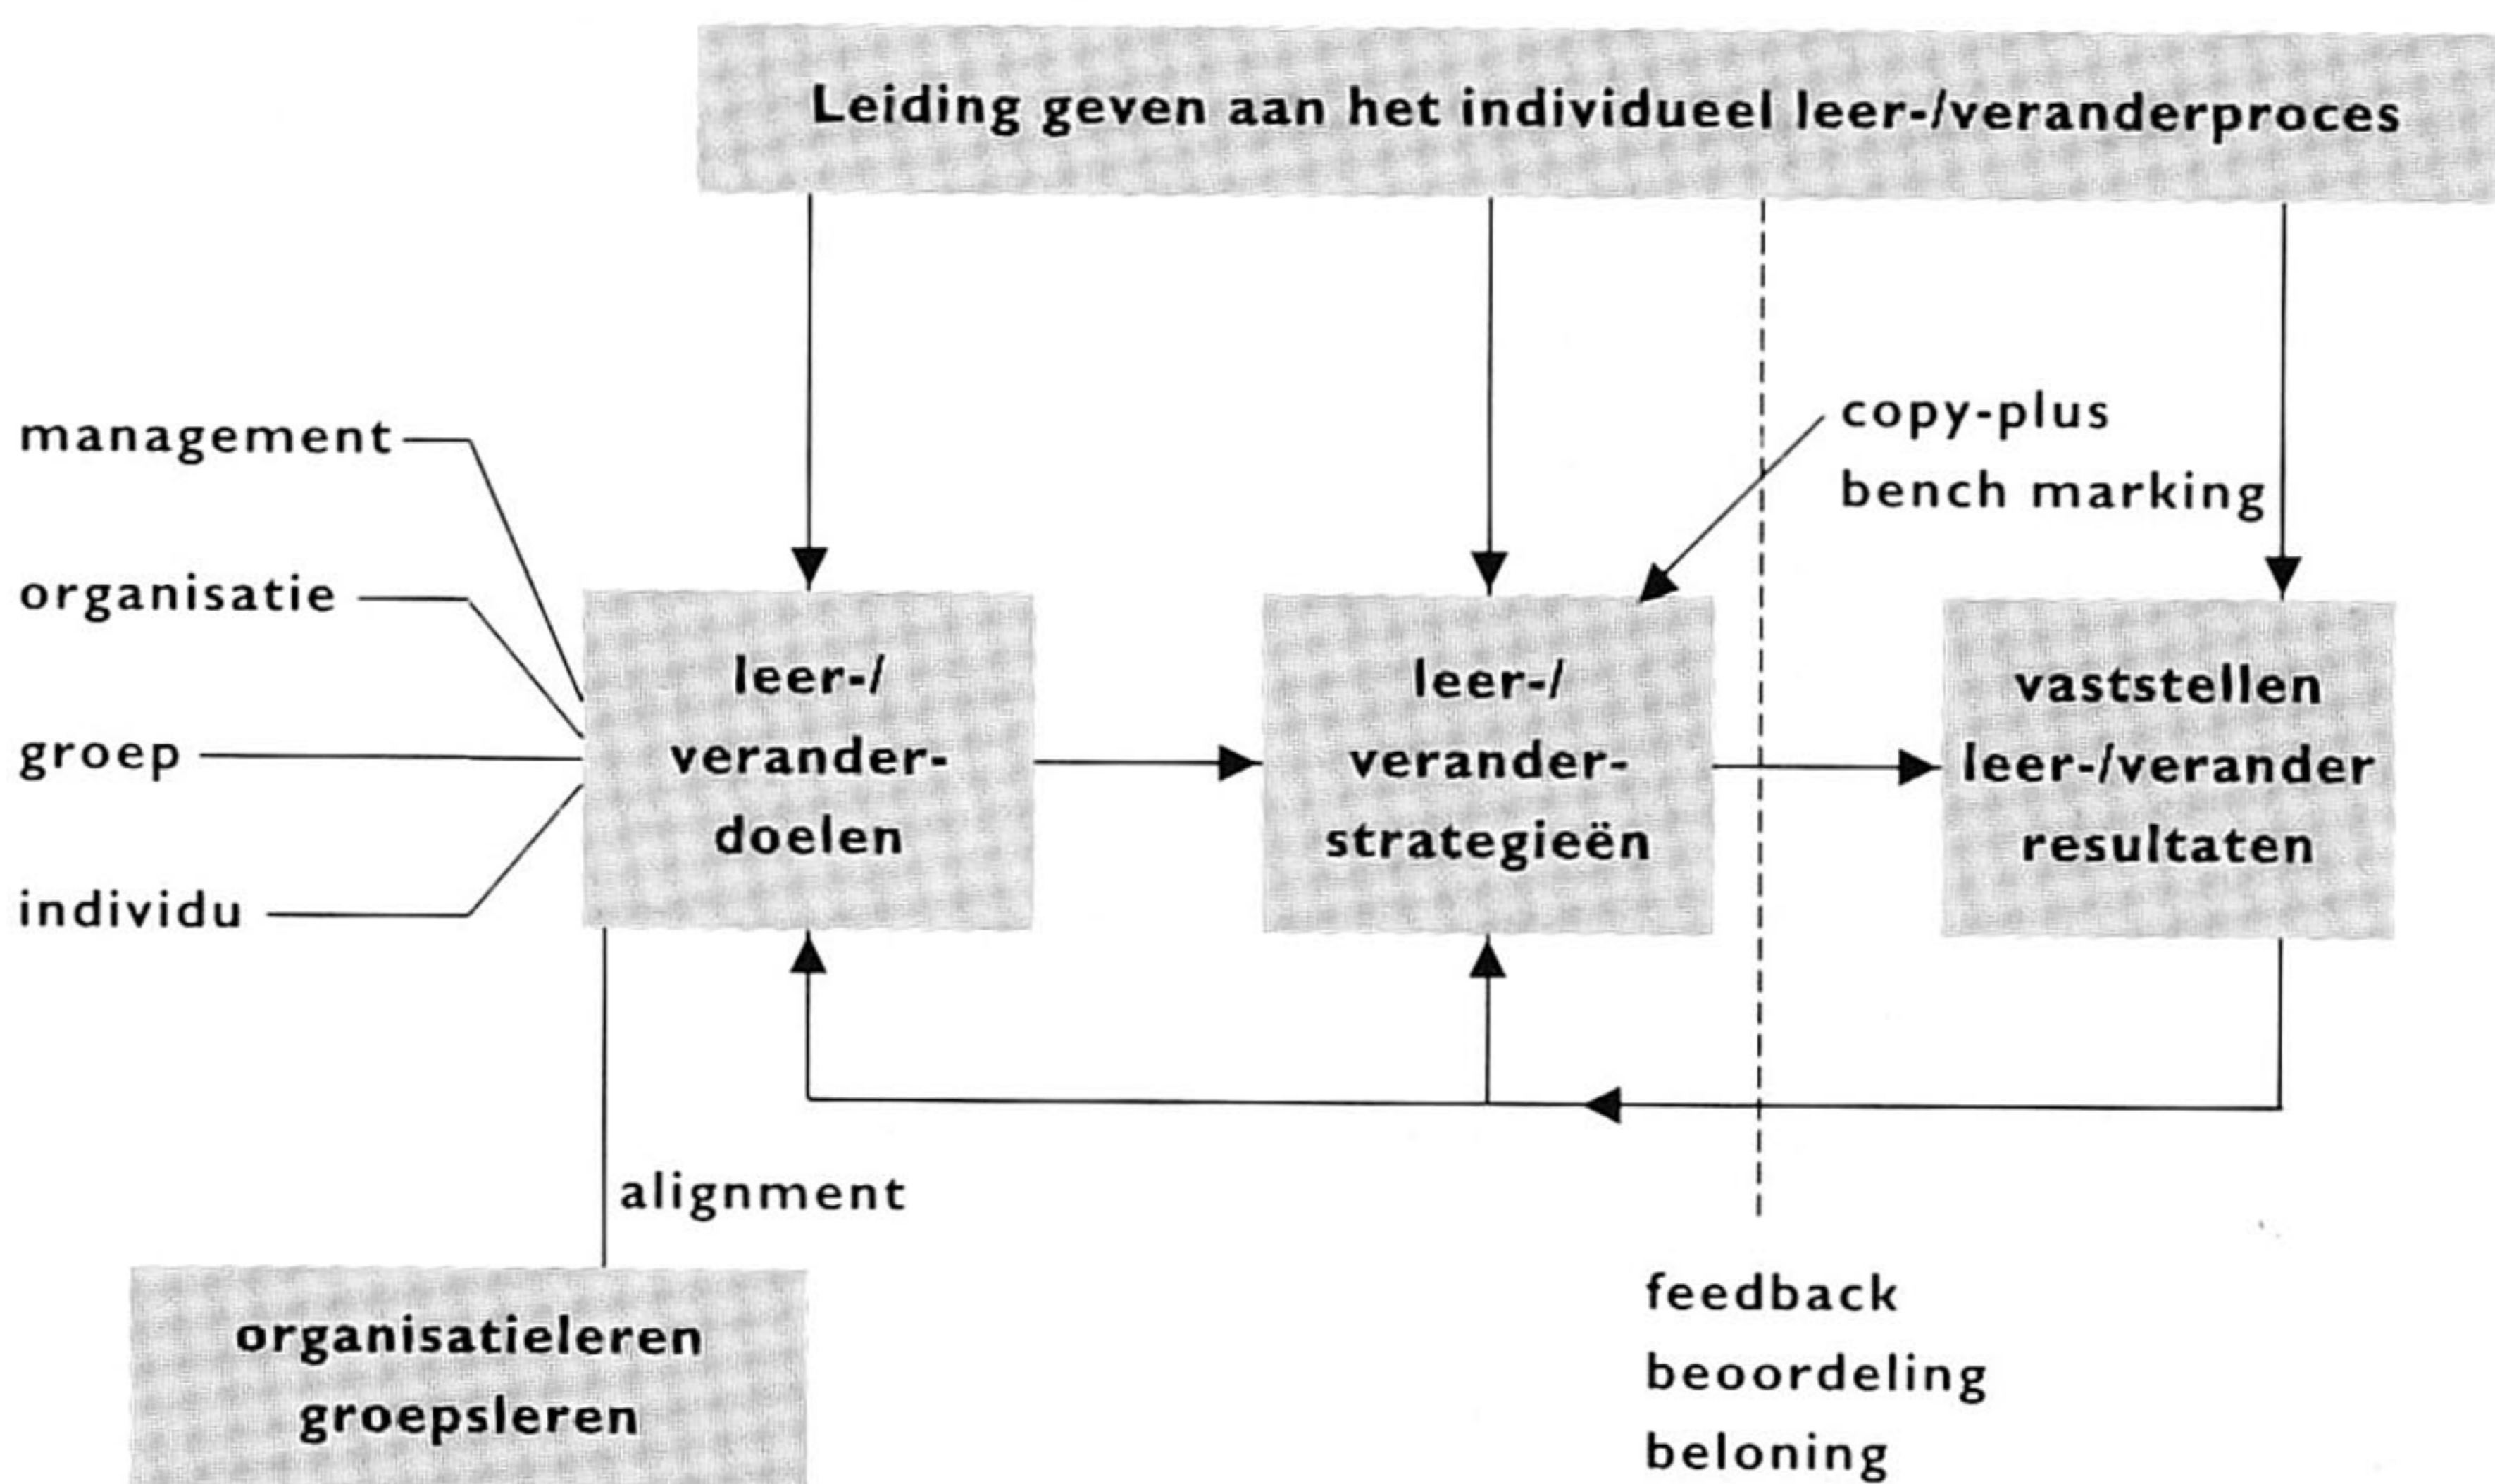 Leiding geven aan het individueel leer-/veranderproces
copy-plus
bench marking
management
organisatie
groep
individu
leer-/
verander-
doelen
leer-/
verander-
strategieën
vaststellen
leer-/verander
resultaten
alignment
organisatieleren
groepsleren
feedback
beoordeling
beloning